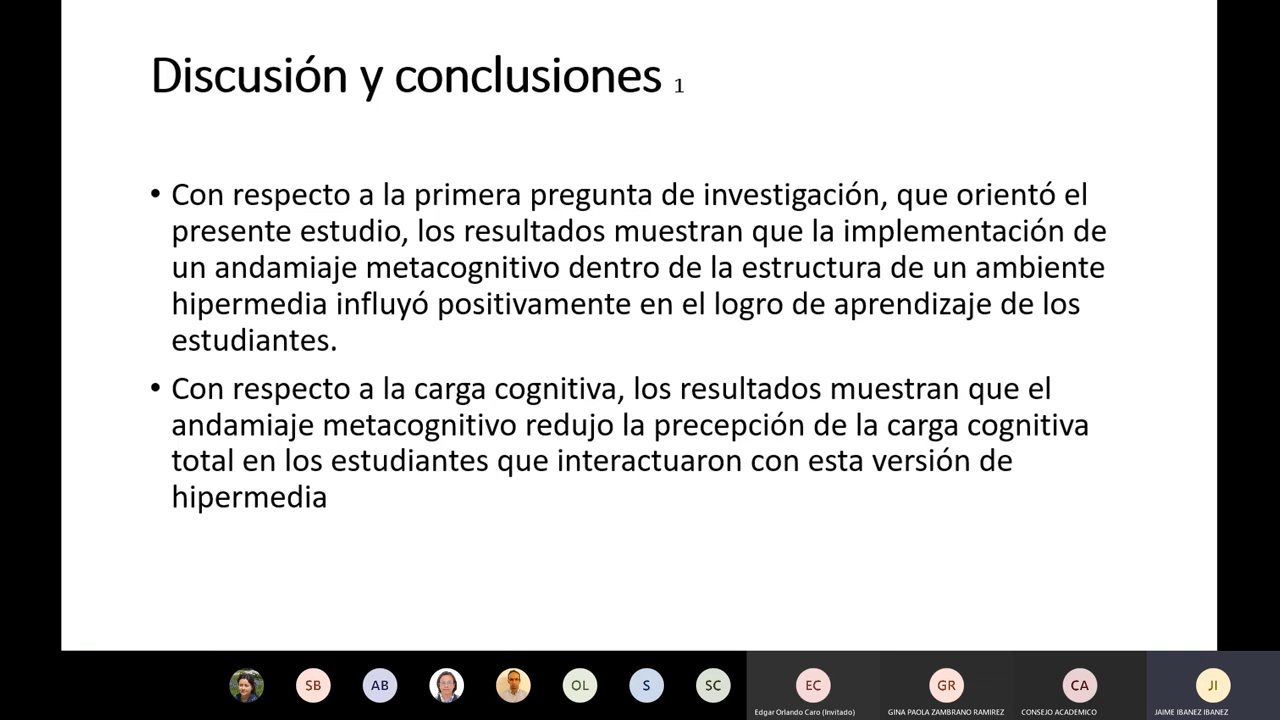 Discusión y conclusiones 1
• Con respecto a la primera pregunta de investigación, que orientó el
presente estudio, los resultados muestran que la implementación de
un andamiaje metacognitivo dentro de la estructura de un ambiente
hipermedia influyó positivamente en el logro de aprendizaje de los
estudiantes.
• Con respecto a la carga cognitiva, los resultados muestran que el
andamiaje metacognitivo redujo la precepción de la carga cognitiva
total en los estudiantes que interactuaron con esta versión de
hipermedia
SB AB OL S SC EC GR CA JI
Edgar Orlando Caro (Invitado) GINA PAOLA ZAMBRANO RAMIREZ CONSEJO ACADEMICO JAIME IBANEZ IBANEZ